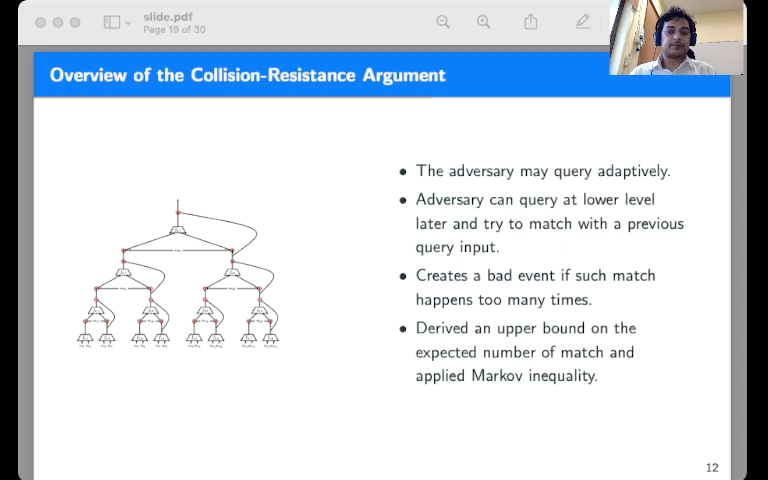 slide.pdf
Page 19 of 30
Overview of the Collision-Resistance Argument
• The adversary may query adaptively.
• Adversary can query at lower level
later and try to match with a previous
query input.
• Creates a bad event if such match
happens too many times.
• Derived an upper bound on the
expected number of match and
applied Markov inequality.
12